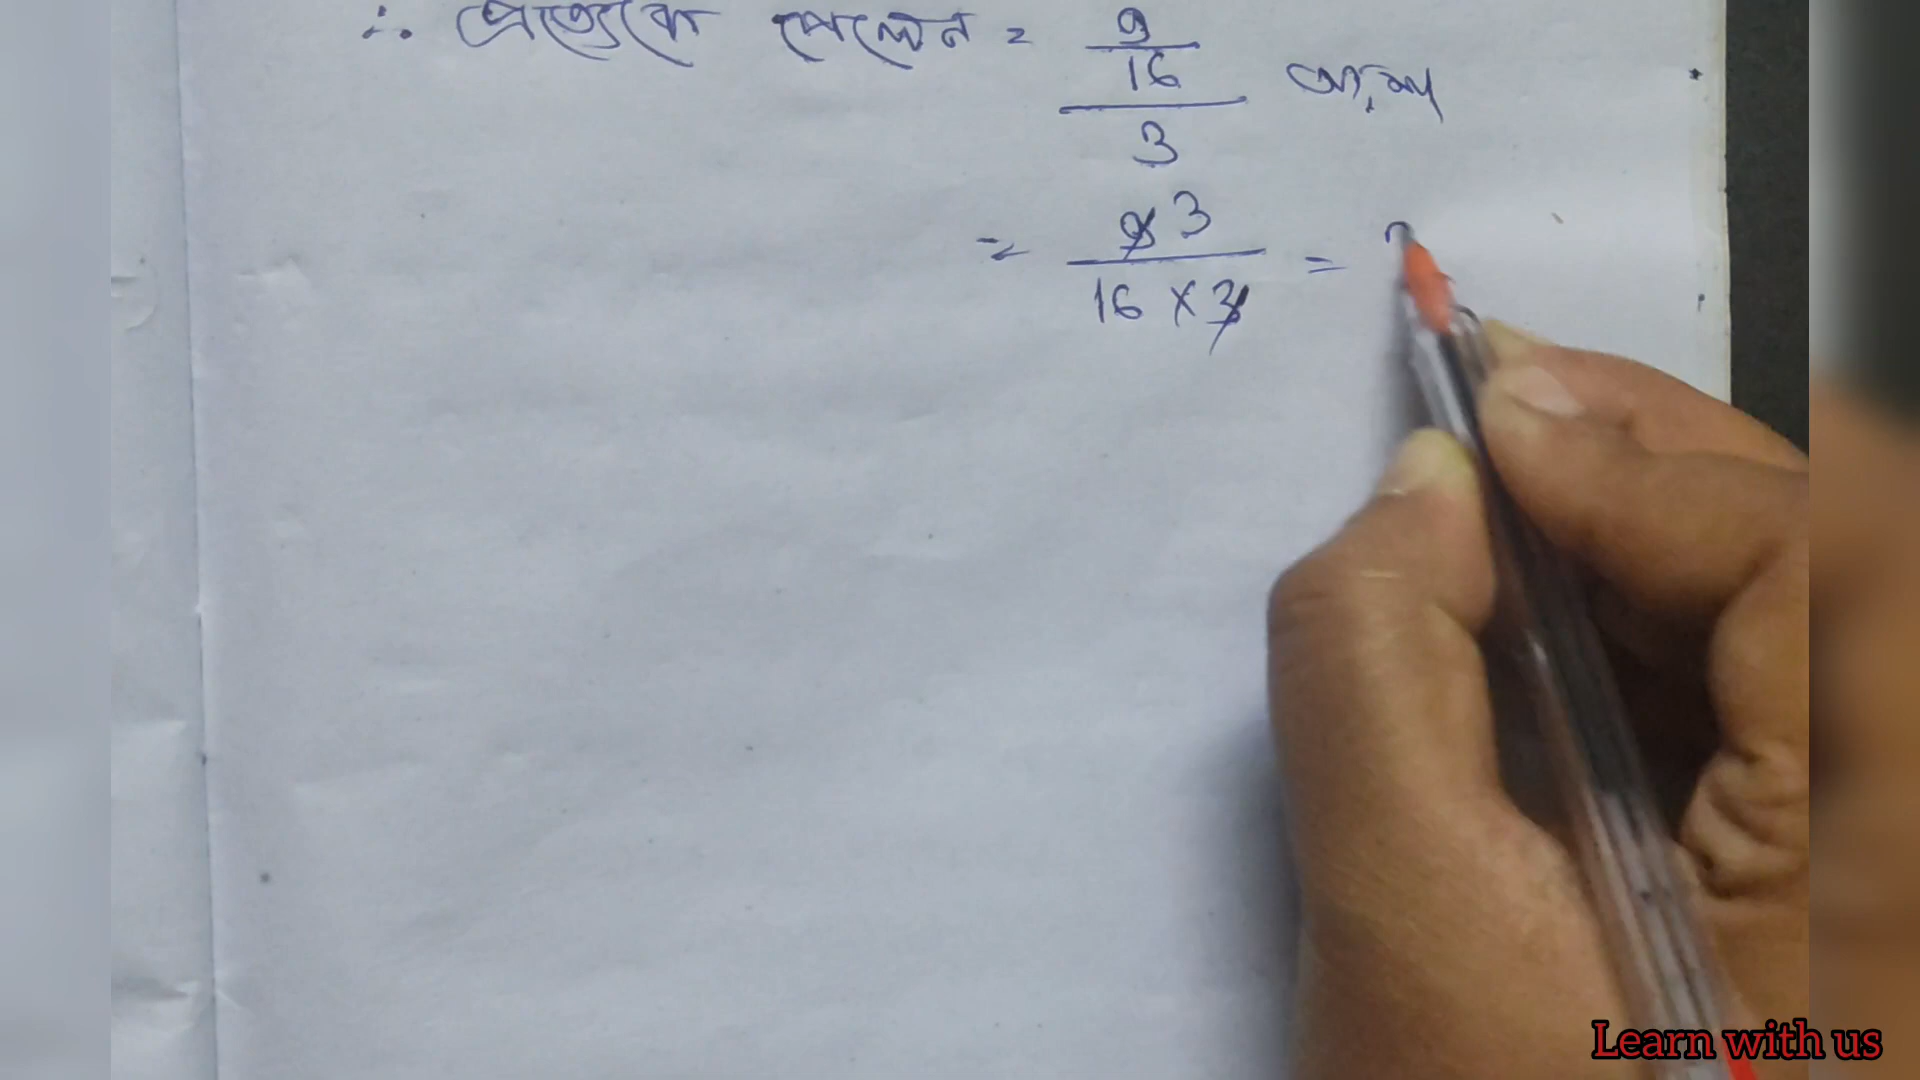 ∴ প্রত্যেকে পেলেন = 9/16 / 3 অংশ
= 9 3 / 16 × 3 =
Learn with us